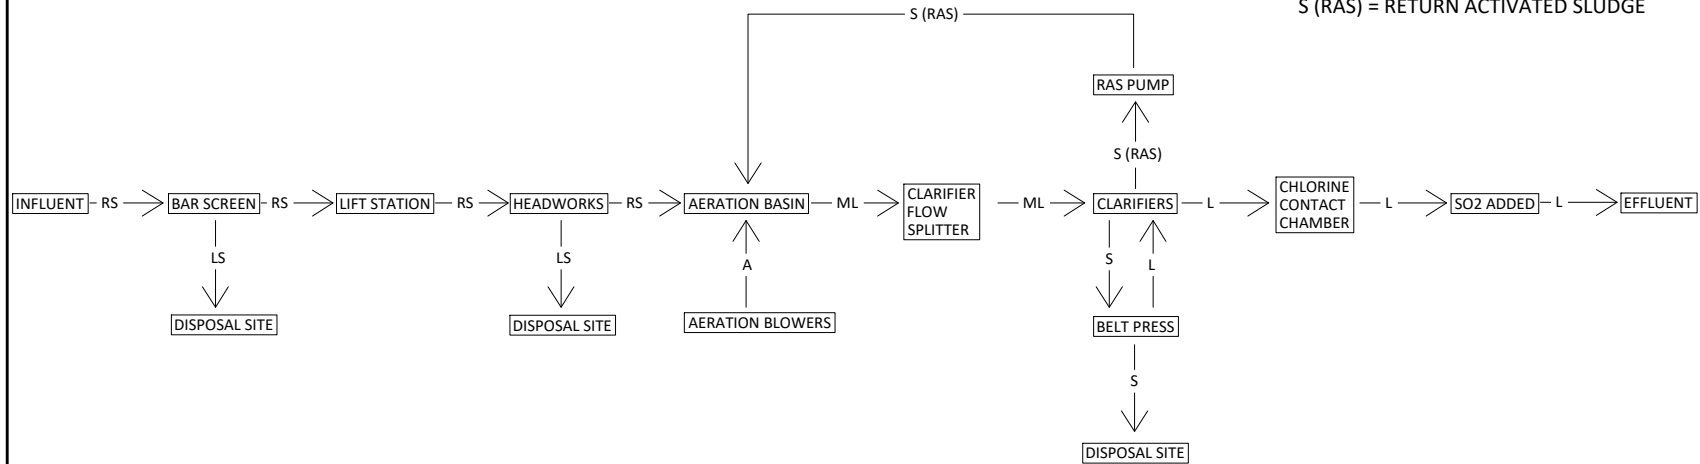 S (RAS) = RETURN ACTIVATED SLUDGE
S (RAS)
RAS PUMP
S (RAS)
INFLUENT
RS
BAR SCREEN
RS
LIFT STATION
RS
HEADWORKS
RS
AERATION BASIN
ML
CLARIFIER
FLOW
SPLITTER
ML
CLARIFIERS
L
CHLORINE
CONTACT
CHAMBER
L
SO2 ADDED
L
EFFLUENT
LS
LS
A
S
L
DISPOSAL SITE
DISPOSAL SITE
AERATION BLOWERS
BELT PRESS
S
DISPOSAL SITE